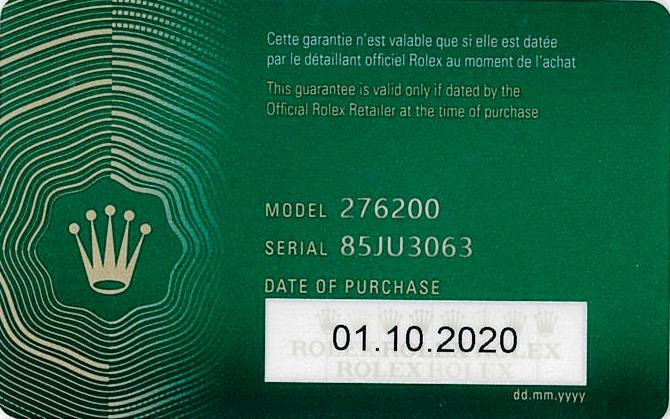 Cette garantie n'est valable que si elle est datée
par le détaillant officiel Rolex au moment de l'achat
This guarantee is valid only if dated by the
Official Rolex Retailer at the time of purchase
MODEL 276200
SERIAL 85JU3063
DATE OF PURCHASE
01.10.2020
ROLEX ROLEX
dd.mm.yyyy